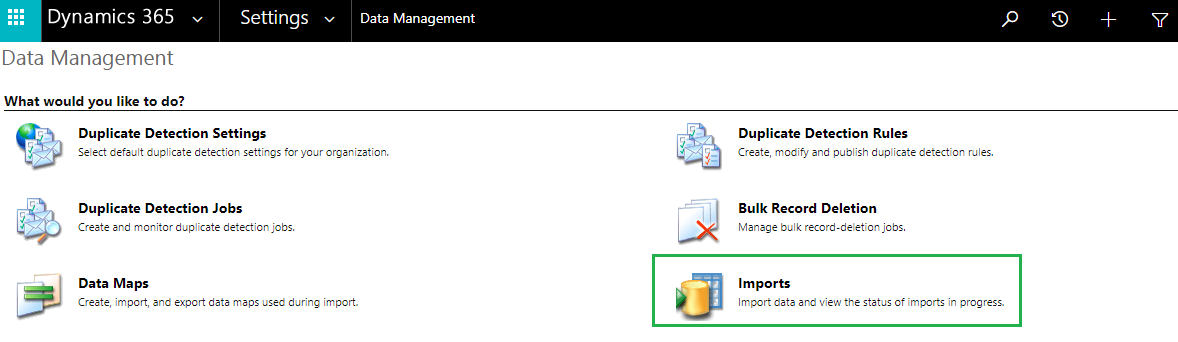 Dynamics 365 Settings Data Management
Data Management
What would you like to do?
Duplicate Detection Settings
Select default duplicate detection settings for your organization.
Duplicate Detection Rules
Create, modify and publish duplicate detection rules.
Duplicate Detection Jobs
Create and monitor duplicate detection jobs.
Bulk Record Deletion
Manage bulk record-deletion jobs.
Data Maps
Create, import, and export data maps used during import.
Imports
Import data and view the status of imports in progress.